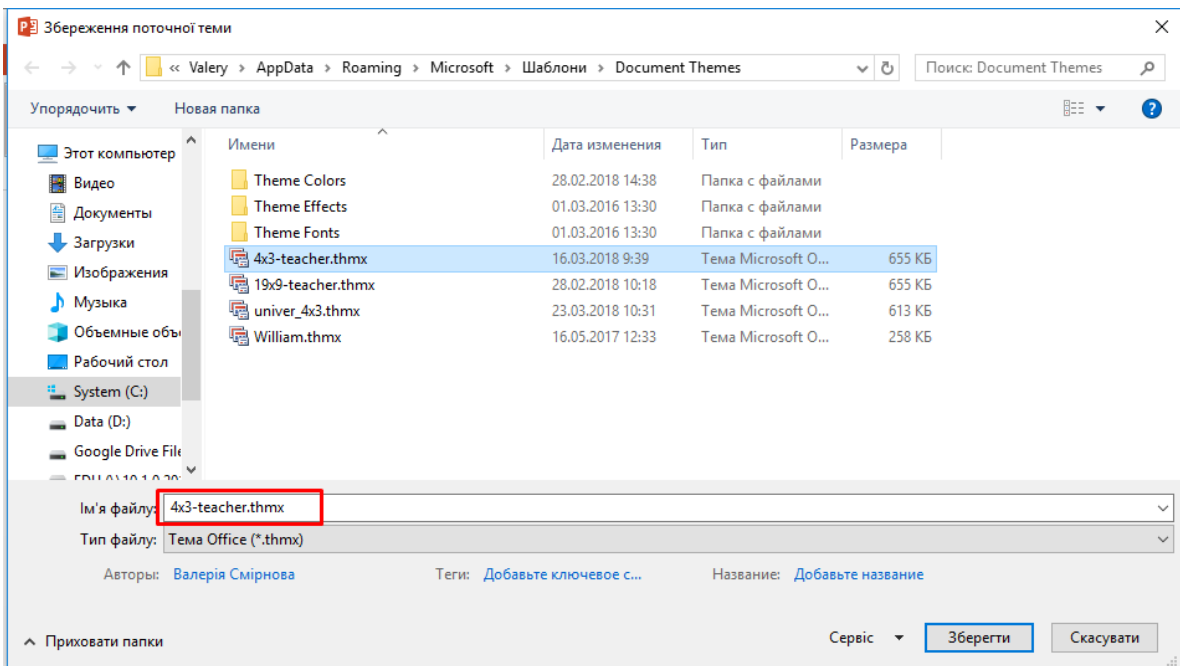 Збереження поточної теми
« Valery › AppData › Roaming › Microsoft › Шаблони › Document Themes Поиск: Document Themes
Упорядочить Новая папка
Имени Дата изменения Тип Размера
Этот компьютер
Видео
Документы
Загрузки
Изображения
Музыка
Объемные объ
Рабочий стол
System (C:)
Data (D:)
Google Drive File
Theme Colors 28.02.2018 14:38 Папка с файлами
Theme Effects 01.03.2016 13:30 Папка с файлами
Theme Fonts 01.03.2016 13:30 Папка с файлами
4x3-teacher.thmx 16.03.2018 9:39 Тема Microsoft O... 655 КБ
19x9-teacher.thmx 28.02.2018 10:18 Тема Microsoft O... 655 КБ
univer_4x3.thmx 23.03.2018 10:31 Тема Microsoft O... 613 КБ
William.thmx 16.05.2017 12:33 Тема Microsoft O... 258 КБ
Ім'я файлу: 4x3-teacher.thmx
Тип файлу: Тема Office (*.thmx)
Авторы: Валерія Смірнова Теги: Добавьте ключевое с... Название: Добавьте название
Приховати папки Сервіс Зберегти Скасувати